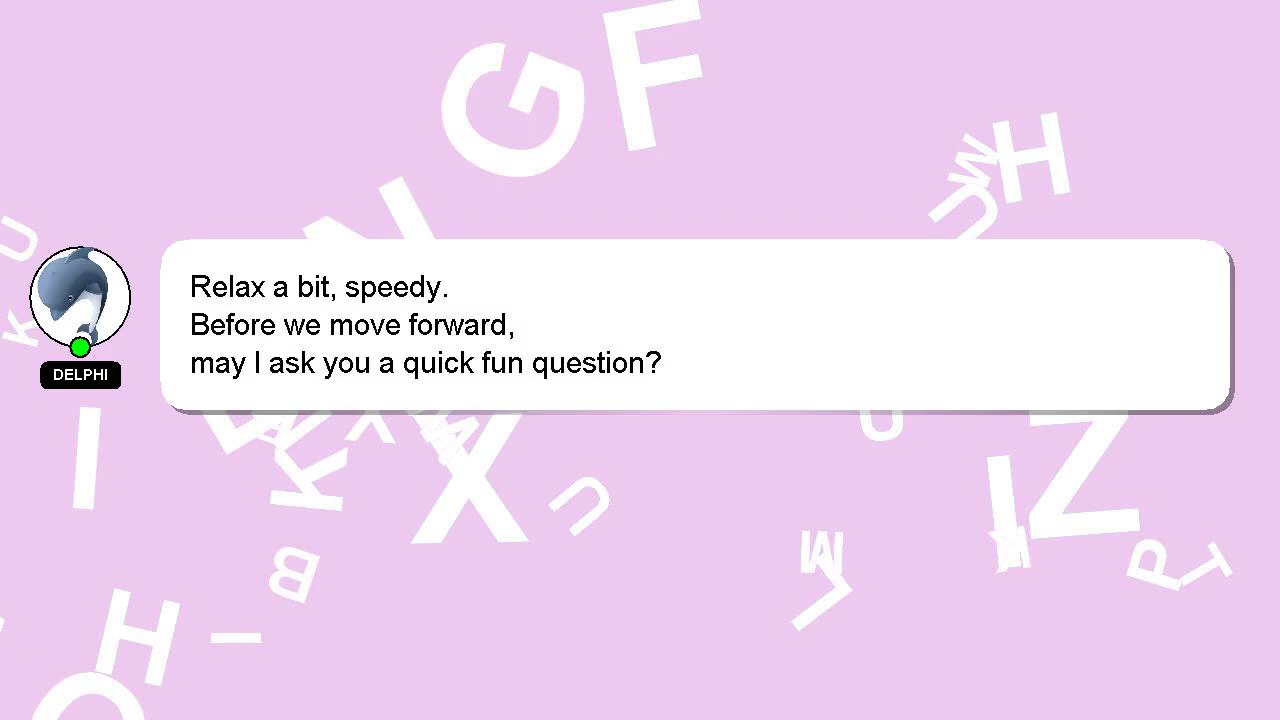 G F
W H
U
N
U
K
Relax a bit, speedy.
Before we move forward,
may I ask you a quick fun question?
DELPHI
I
K
X
U
Z
I
B
P
T
H
I